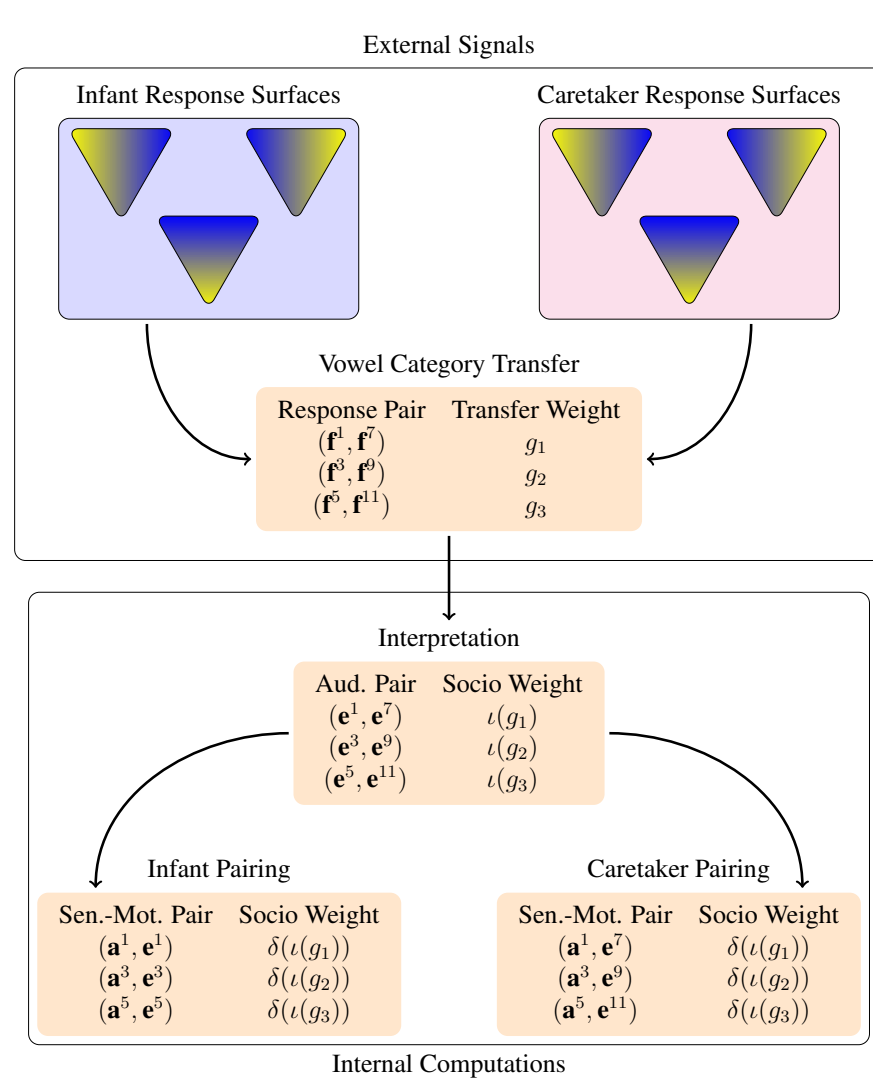 External Signals
Infant Response Surfaces
Caretaker Response Surfaces
Vowel Category Transfer
Response Pair Transfer Weight
(f¹, f⁷) g₁
(f³, f⁹) g₂
(f⁵, f¹¹) g₃
Interpretation
Aud. Pair Socio Weight
(e¹, e⁷) ι(g₁)
(e³, e⁹) ι(g₂)
(e⁵, e¹¹) ι(g₃)
Infant Pairing
Sen.-Mot. Pair Socio Weight
(a¹, e¹) δ(ι(g₁))
(a³, e³) δ(ι(g₂))
(a⁵, e⁵) δ(ι(g₃))
Caretaker Pairing
Sen.-Mot. Pair Socio Weight
(a¹, e⁷) δ(ι(g₁))
(a³, e⁹) δ(ι(g₂))
(a⁵, e¹¹) δ(ι(g₃))
Internal Computations